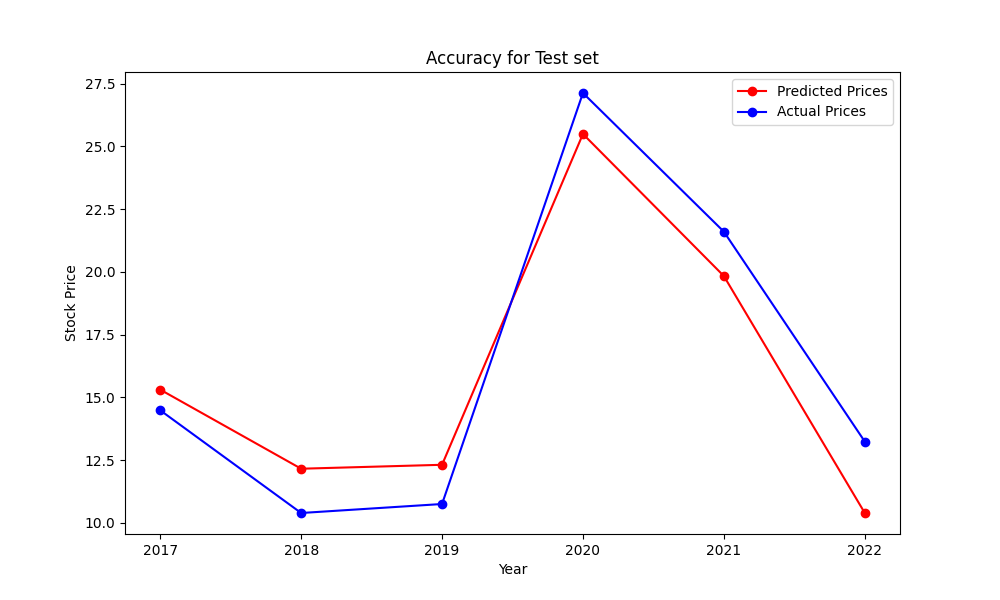 Accuracy for Test set
Predicted Prices
Actual Prices
27.5
25.0
22.5
20.0
17.5
15.0
12.5
10.0
Stock Price
2017 2018 2019 2020 2021 2022
Year